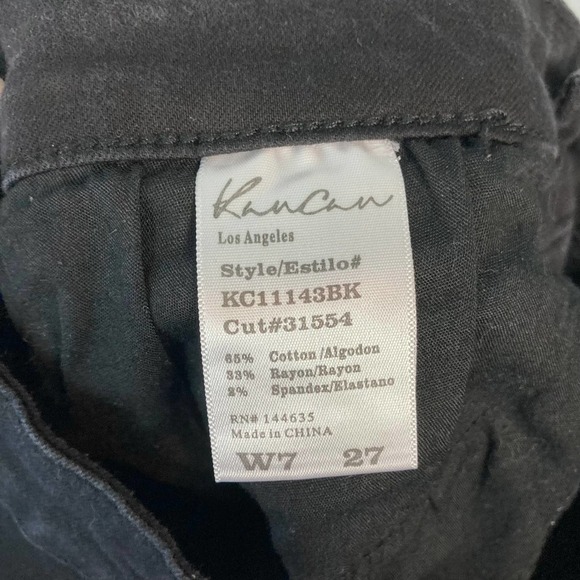 KanCan
Los Angeles
Style/Estilo#
KC11143BK
Cut#31554
65% Cotton/Algodon
33% Rayon/Rayon
2% Spandex/Elastano
RN# 144635
Made in CHINA
W7 27